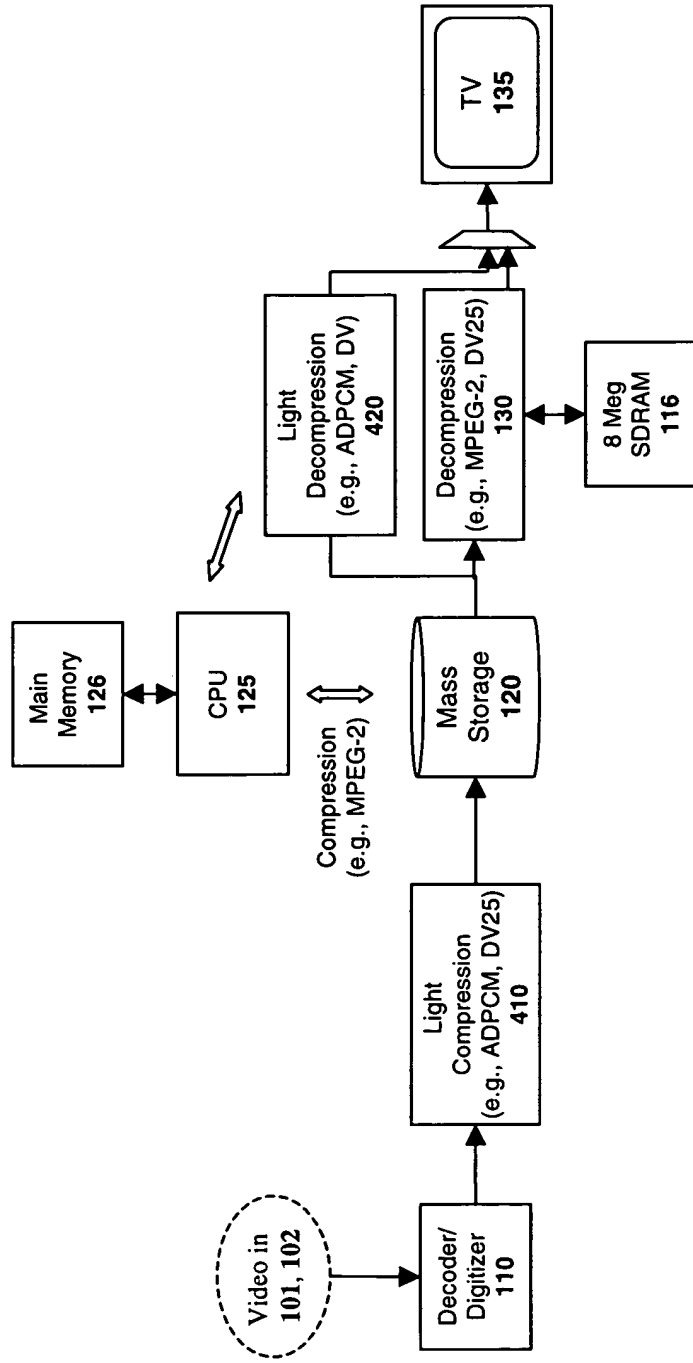 Video in
101, 102
Decoder/
Digitizer
110
Light
Compression
(e.g., ADPCM, DV25)
410
Main
Memory
126
CPU
125
Compression
(e.g., MPEG-2)
Mass
Storage
120
Light
Decompression
(e.g., ADPCM, DV)
420
Decompression
(e.g., MPEG-2, DV25)
130
8 Meg
SDRAM
116
TV
135